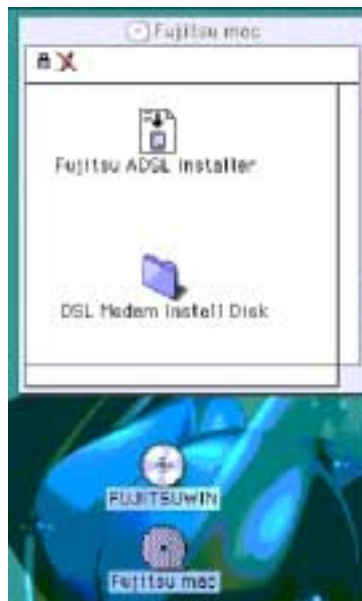 Fujitsu mac
Fujitsu ADSL Installer
DSL Modem Install Disk
FUJITSUWIN
Fujitsu mac